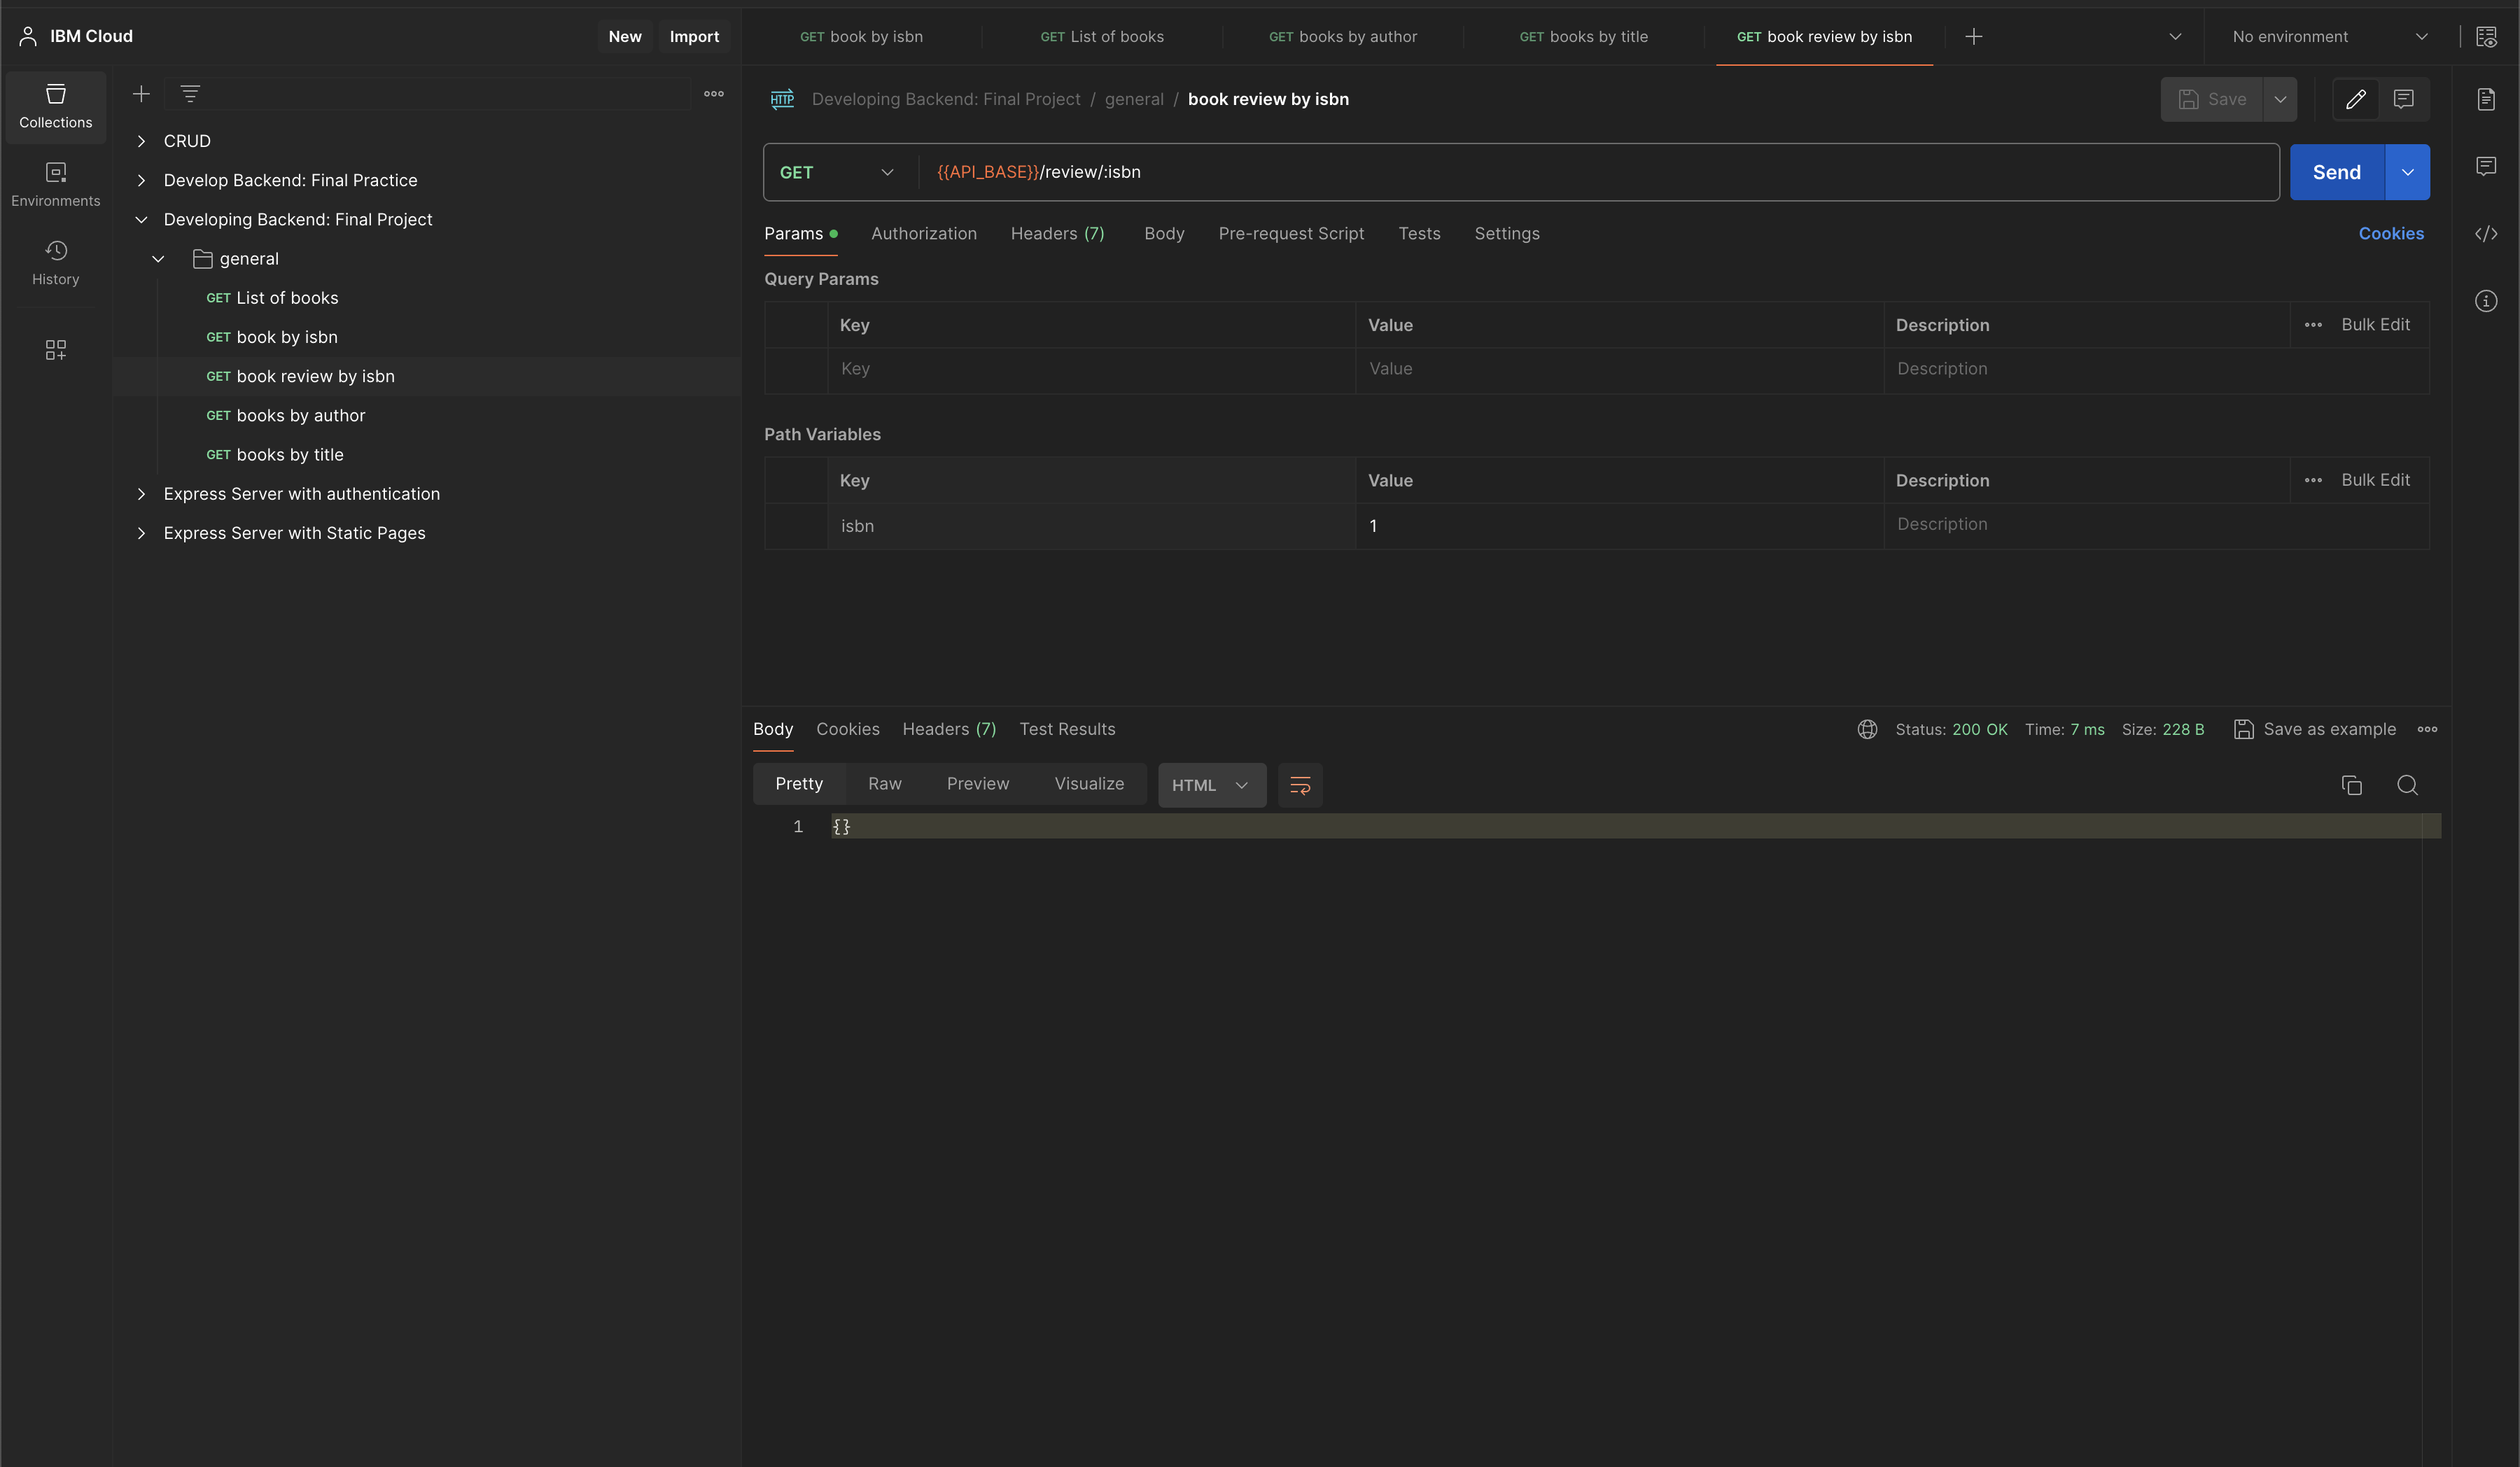 IBM Cloud
New
Import
GET book by isbn
GET List of books
GET books by author
GET books by title
GET book review by isbn
No environment
Collections
Environments
History
CRUD
Develop Backend: Final Practice
Developing Backend: Final Project
general
GET List of books
GET book by isbn
GET book review by isbn
GET books by author
GET books by title
Express Server with authentication
Express Server with Static Pages
HTTP
Developing Backend: Final Project / general / book review by isbn
Save
GET
{{API_BASE}}/review/:isbn
Send
Params
Authorization
Headers (7)
Body
Pre-request Script
Tests
Settings
Cookies
Query Params
Key Value Description Bulk Edit
Key Value Description
Path Variables
Key Value Description Bulk Edit
isbn 1 Description
Body
Cookies
Headers (7)
Test Results
Status: 200 OK Time: 7 ms Size: 228 B
Save as example
Pretty
Raw
Preview
Visualize
HTML
1 {}